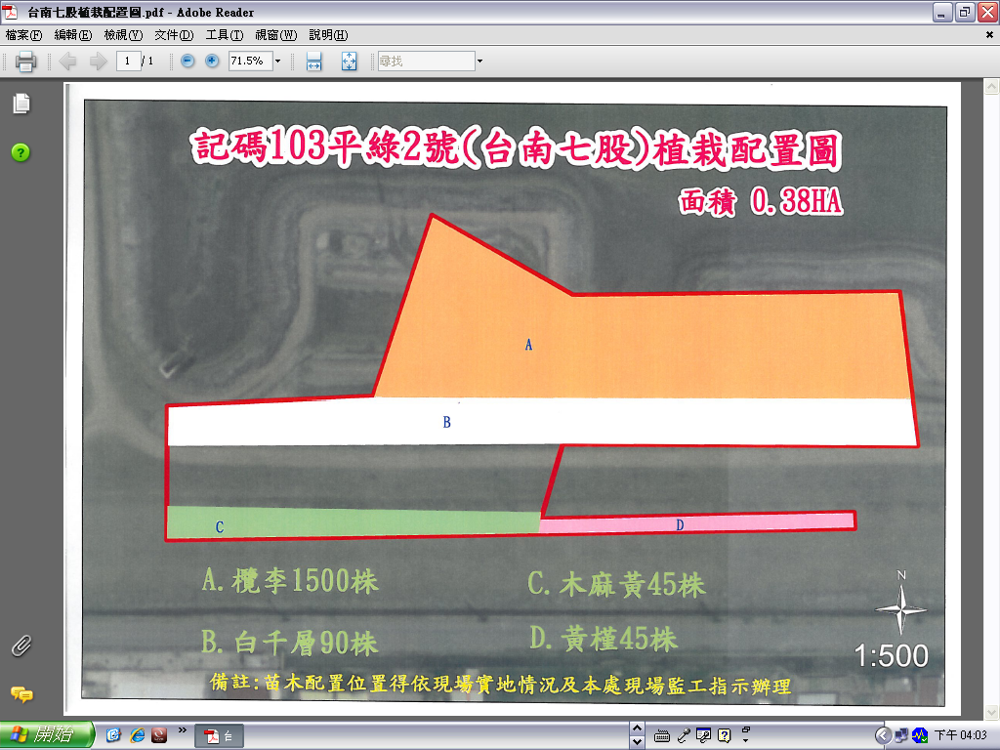 台南七股植栽配置圖.pdf - Adobe Reader
檔案(F) 編輯(E) 檢視(V) 文件(D) 工具(T) 視窗(W) 說明(H)
1 / 1 71.5% 尋找
記碼103平綠2號(台南七股)植栽配置圖
面積 0.38HA
A
B
C
D
A.欖李1500株
C.木麻黃45株
B.白千層90株
D.黃槿45株
N
1:500
備註:苗木配置位置得依現場實地情況及本處現場監工指示辦理
開始 台 下午 04:03